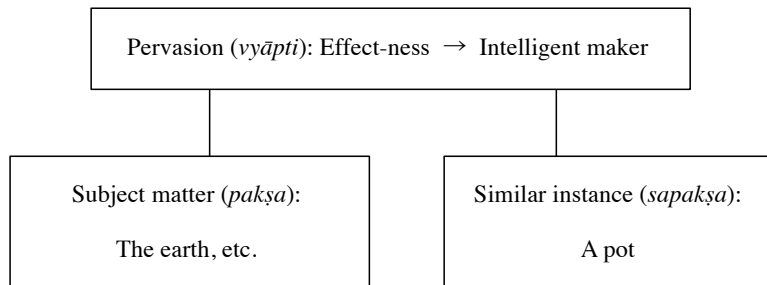 Pervasion (vyāpti): Effect-ness → Intelligent maker
Subject matter (pakṣa):
The earth, etc.
Similar instance (sapakṣa):
A pot